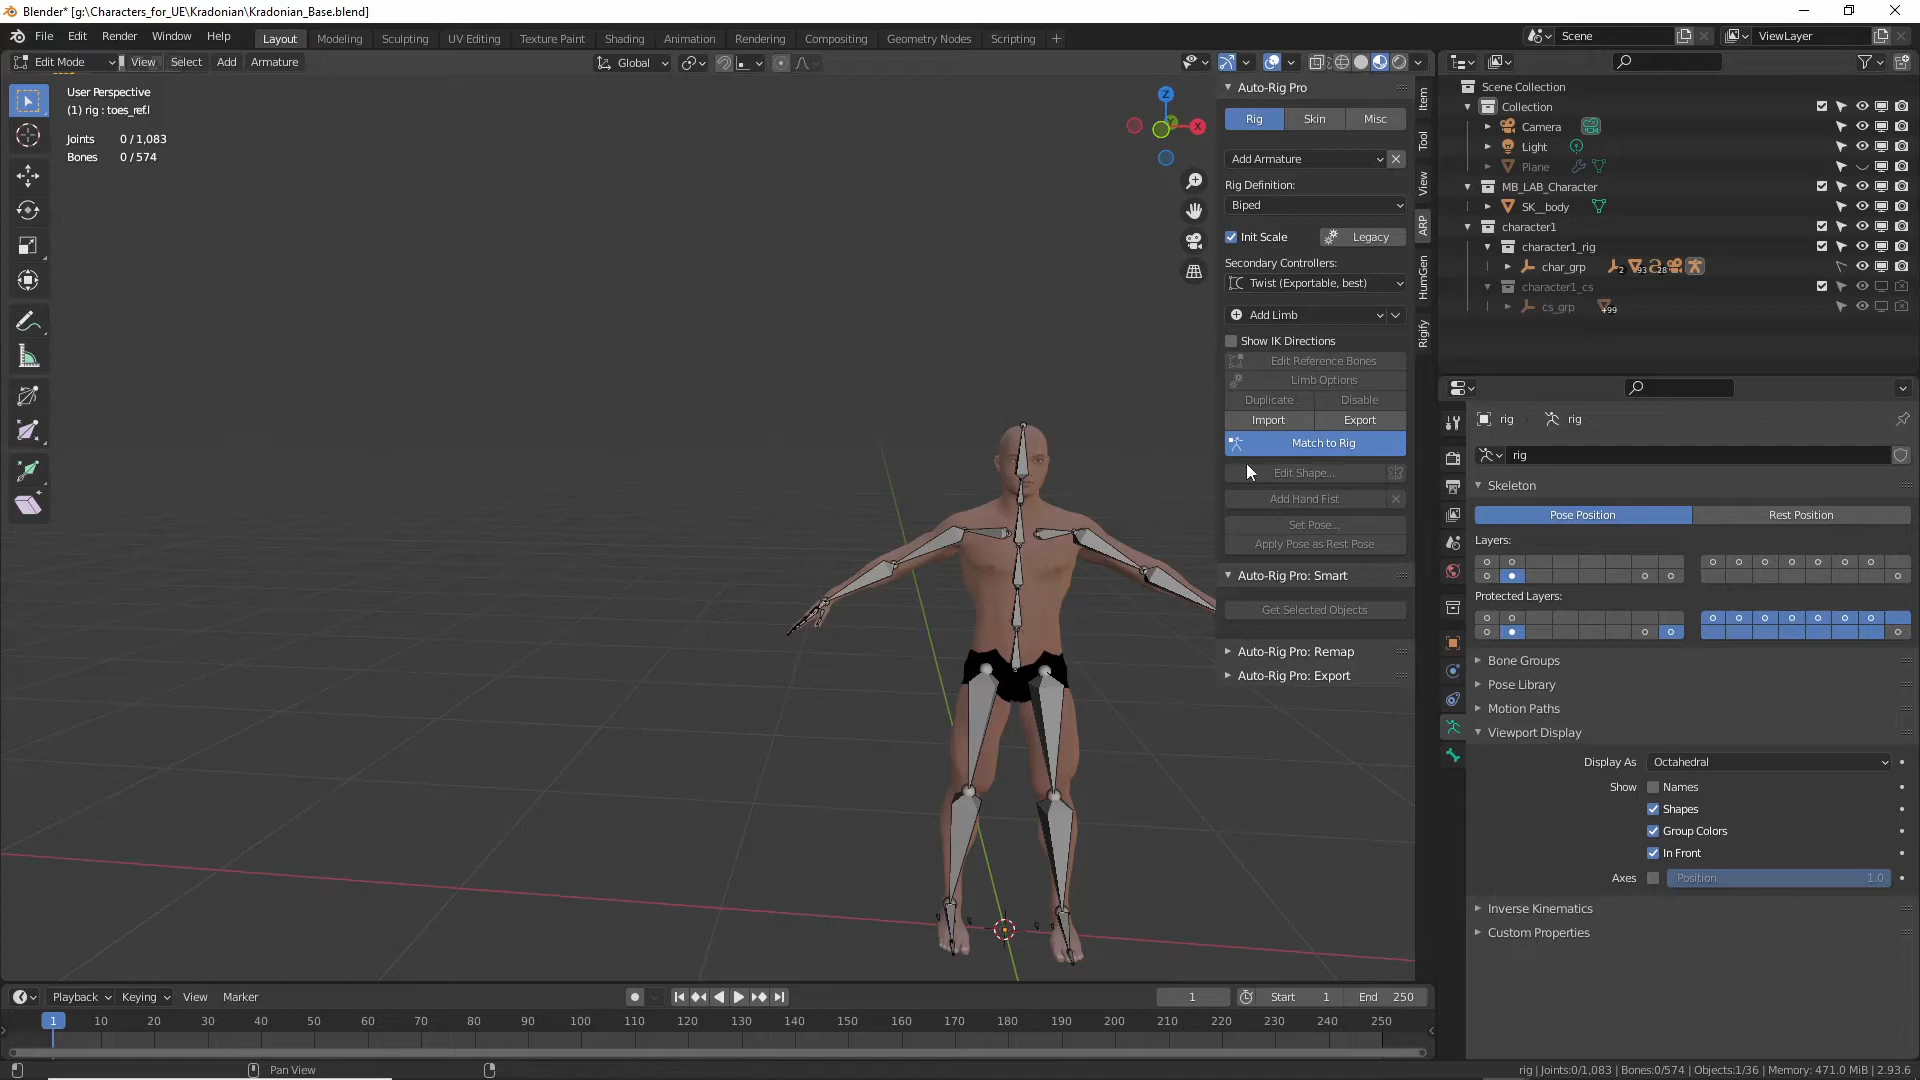 Blender* [g:\Characters_for_UE\Kradonian\Kradonian_Base.blend]
File Edit Render Window Help Layout Modeling Sculpting UV Editing Texture Paint Shading Animation Rendering Compositing Geometry Nodes Scripting + Scene ViewLayer
Edit Mode View Select Add Armature Global
User Perspective
(1) rig : toes_ref.l
Joints 0 / 1,083
Bones 0 / 574
Z
X
Auto-Rig Pro
Rig Skin Misc
Add Armature
Rig Definition:
Biped
Init Scale Legacy
Secondary Controllers:
Twist (Exportable, best)
Add Limb
Show IK Directions
Edit Reference Bones
Limb Options
Duplicate Disable
Import Export
Match to Rig
Edit Shape...
Add Hand Fist
Set Pose...
Apply Pose as Rest Pose
Auto-Rig Pro: Smart
Get Selected Objects
Auto-Rig Pro: Remap
Auto-Rig Pro: Export
Item
Tool
View
ARP
HumGen
Rigify
Scene Collection
Collection
Camera
Light
Plane
MB_LAB_Character
SK__body
character1
character1_rig
char_grp 2 93 28
character1_cs
cs_grp +99
rig rig
rig
Skeleton
Pose Position Rest Position
Layers:
Protected Layers:
Bone Groups
Pose Library
Motion Paths
Viewport Display
Display As Octahedral
Show Names
Shapes
Group Colors
In Front
Axes Position 1.0
Inverse Kinematics
Custom Properties
Playback Keying View Marker 1 Start 1 End 250
1 10 20 30 40 50 60 70 80 90 100 110 120 130 140 150 160 170 180 190 200 210 220 230 240 250
Pan View
rig | Joints:0/1,083 | Bones:0/574 | Objects:1/36 | Memory: 471.0 MiB | 2.93.6